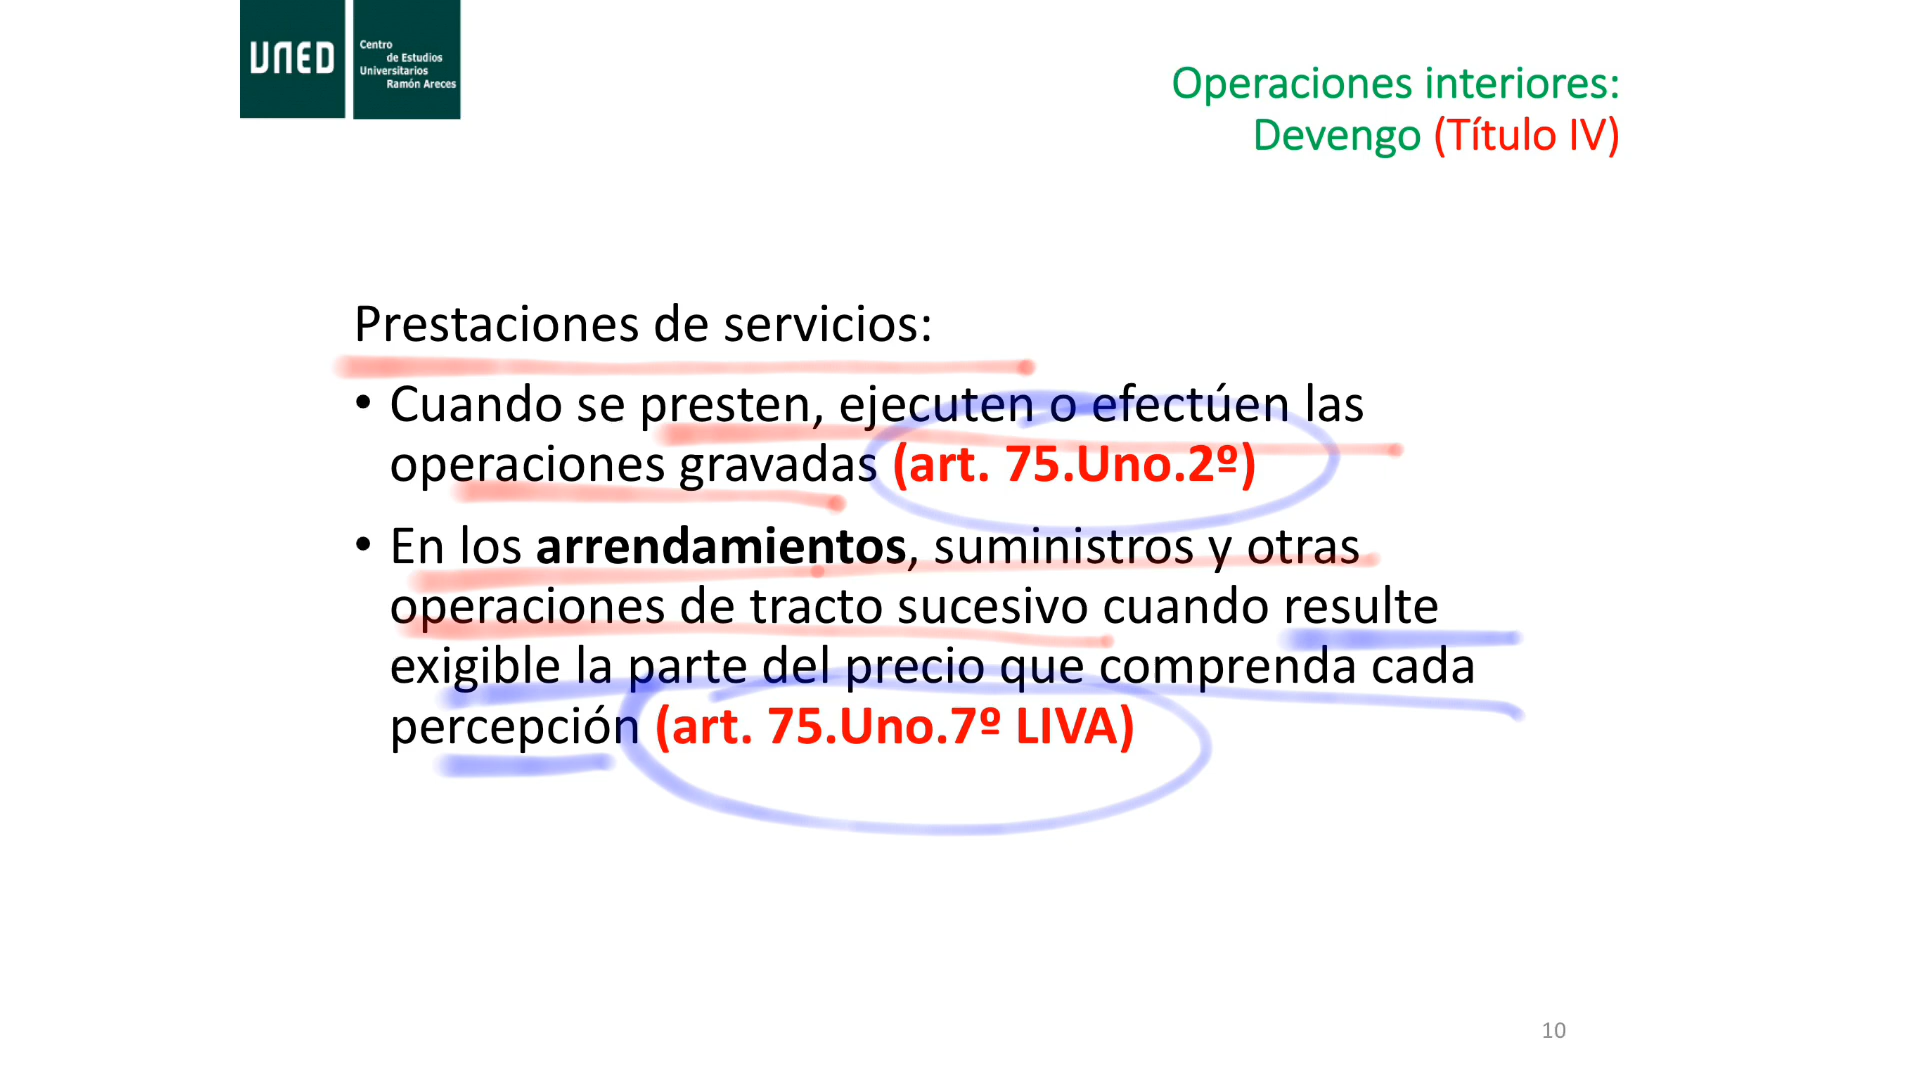 UNED
Centro
de Estudios
Universitarios
Ramón Areces
Operaciones interiores:
Devengo (Título IV)
Prestaciones de servicios:
• Cuando se presten, ejecuten o efectúen las
operaciones gravadas (art. 75.Uno.2º)
• En los arrendamientos, suministros y otras
operaciones de tracto sucesivo cuando resulte
exigible la parte del precio que comprenda cada
percepción (art. 75.Uno.7º LIVA)
10